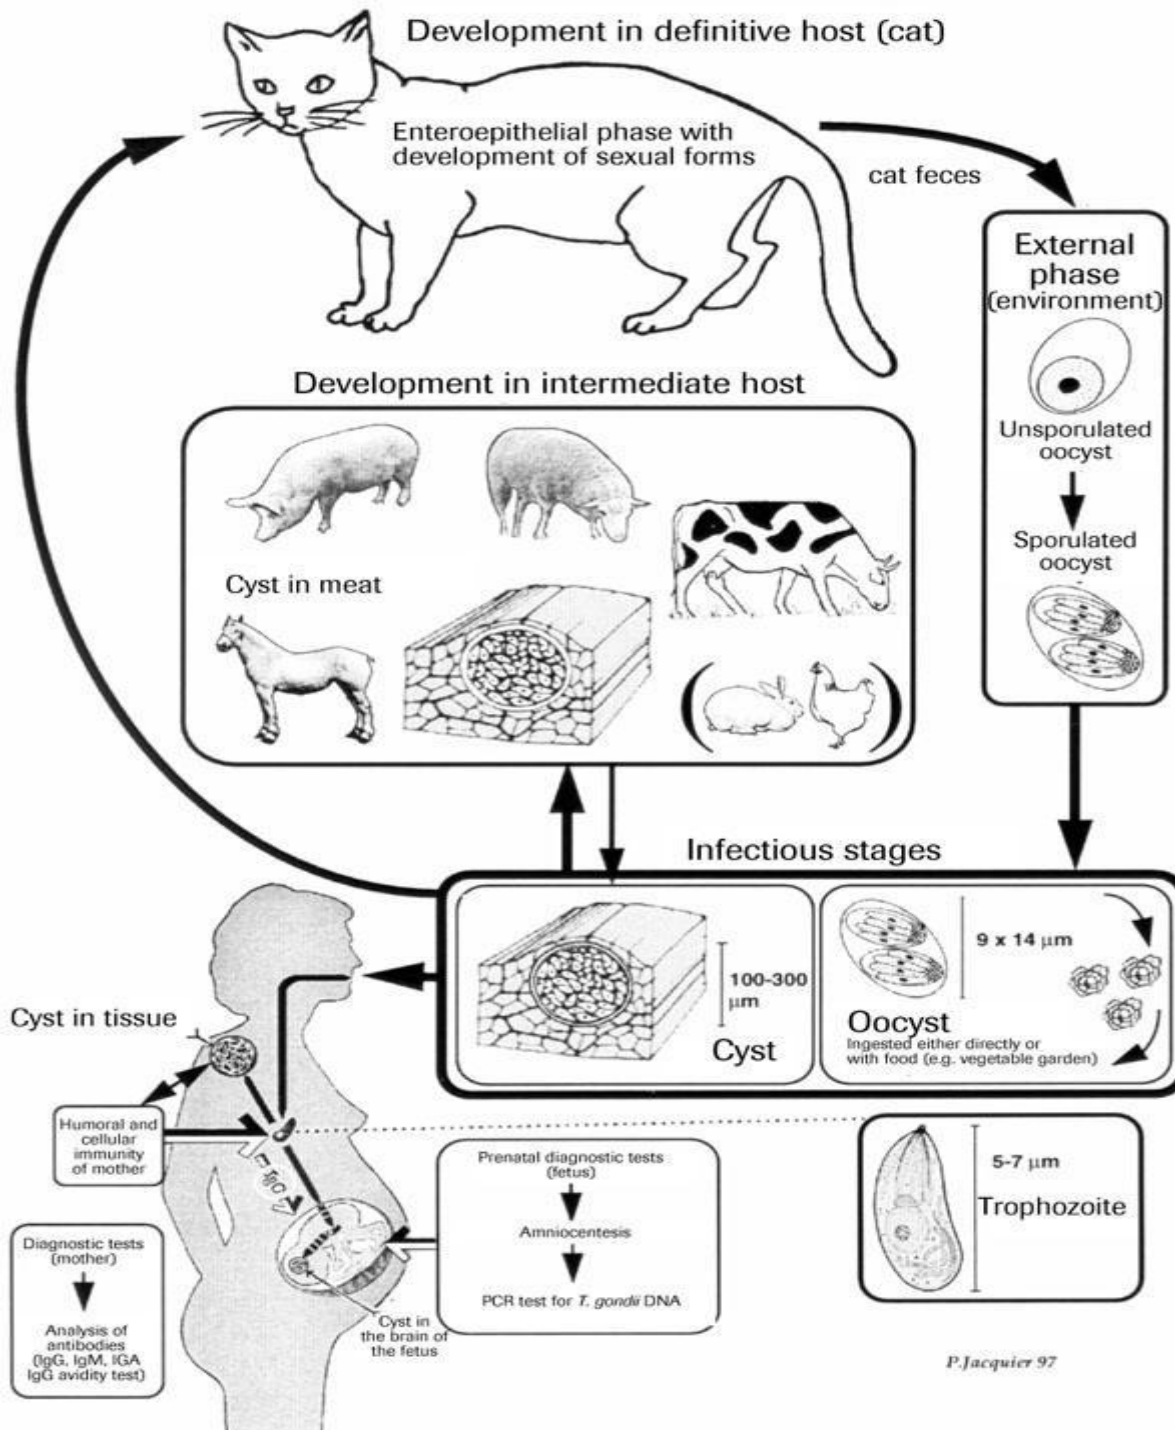 Development in definitive host (cat)
Enteroepithelial phase with
development of sexual forms
cat feces
External
phase
(environment)
Unsporulated
oocyst
Sporulated
oocyst
Development in intermediate host
Cyst in meat
Infectious stages
100-300
μm
Cyst
9 x 14 μm
Oocyst
Ingested either directly or
with food (e.g. vegetable garden)
Cyst in tissue
Humoral and
cellular
immunity
of mother
IgG
Diagnostic tests
(mother)
Analysis of
antibodies
(IgG, IgM, IGA
IgG avidity test)
Prenatal diagnostic tests
(fetus)
Amniocentesis
PCR test for T. gondii DNA
Cyst in
the brain of
the fetus
5-7 μm
Trophozoite
P.Jacquier 97